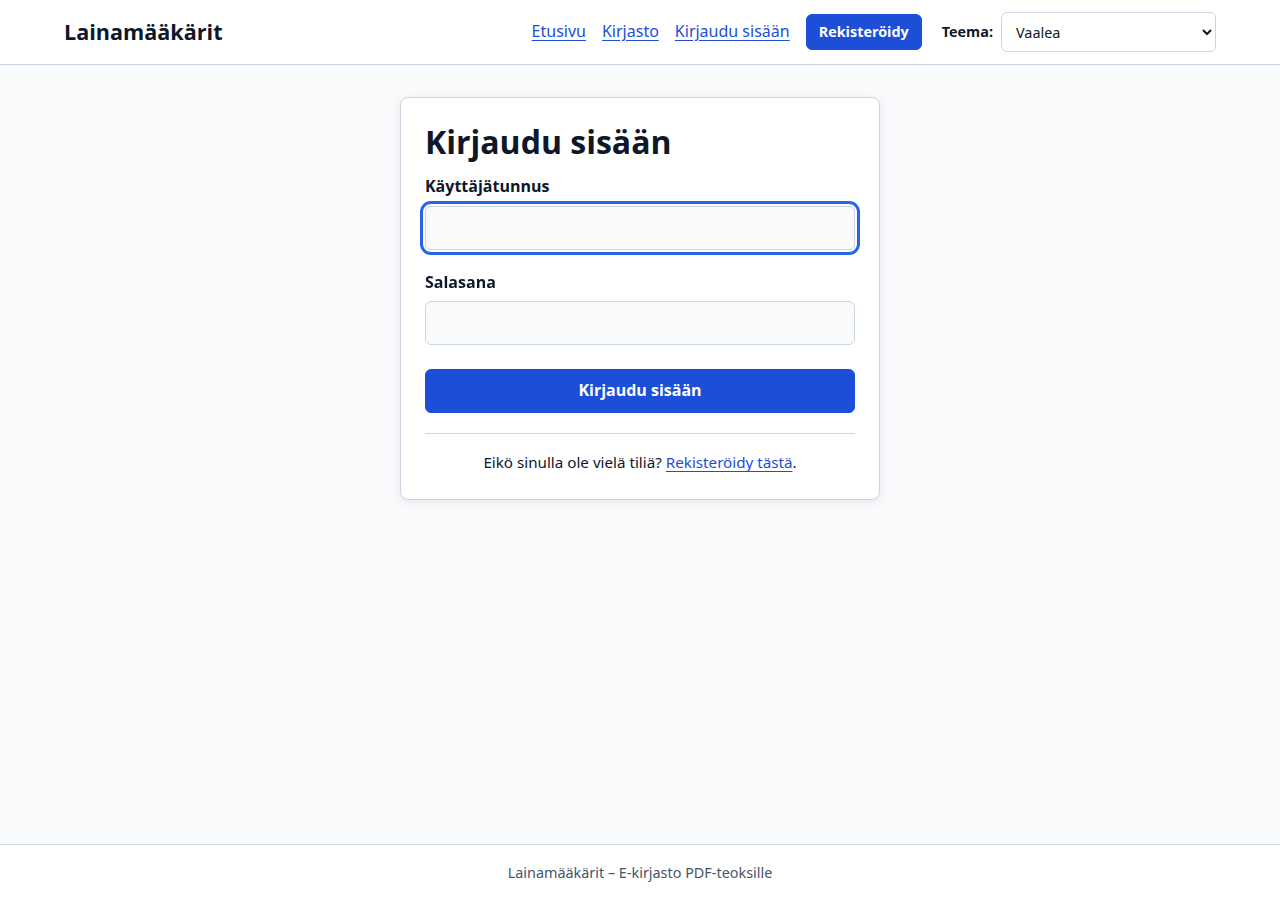 Lainamääkärit
Etusivu Kirjasto Kirjaudu sisään Rekisteröidy Teema: Vaalea
Kirjaudu sisään
Käyttäjätunnus
Salasana
Kirjaudu sisään
Eikö sinulla ole vielä tiliä? Rekisteröidy tästä.
Lainamääkärit – E-kirjasto PDF-teoksille